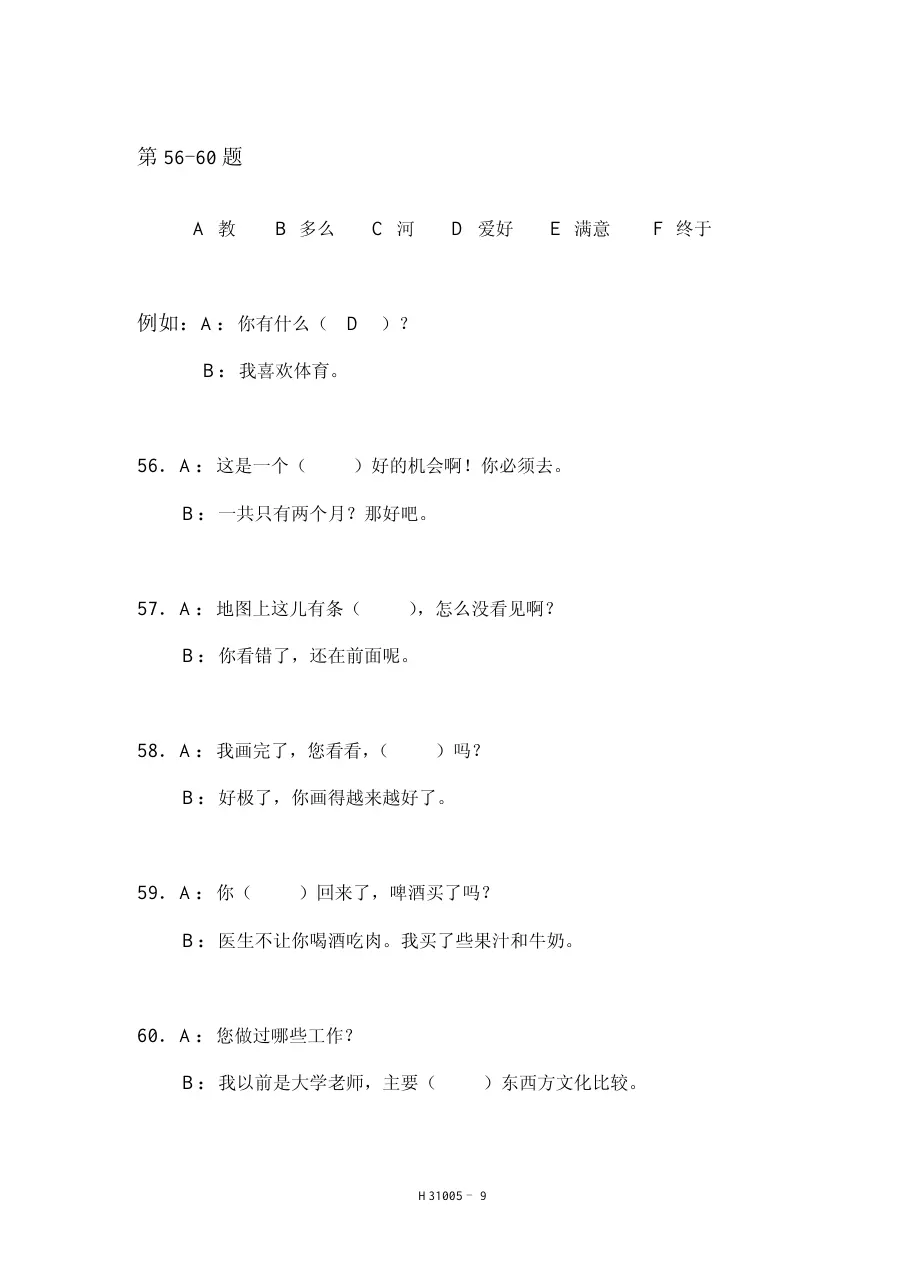 第 56-60 题
A 教 B 多么 C 河 D 爱好 E 满意 F 终于
例如：A：你有什么（ D ）？
B：我喜欢体育。
56．A：这是一个（ ）好的机会啊！你必须去。
B：一共只有两个月？那好吧。
57．A：地图上这儿有条（ ），怎么没看见啊？
B：你看错了，还在前面呢。
58．A：我画完了，您看看，（ ）吗？
B：好极了，你画得越来越好了。
59．A：你（ ）回来了，啤酒买了吗？
B：医生不让你喝酒吃肉。我买了些果汁和牛奶。
60．A：您做过哪些工作？
B：我以前是大学老师，主要（ ）东西方文化比较。
H31005- 9